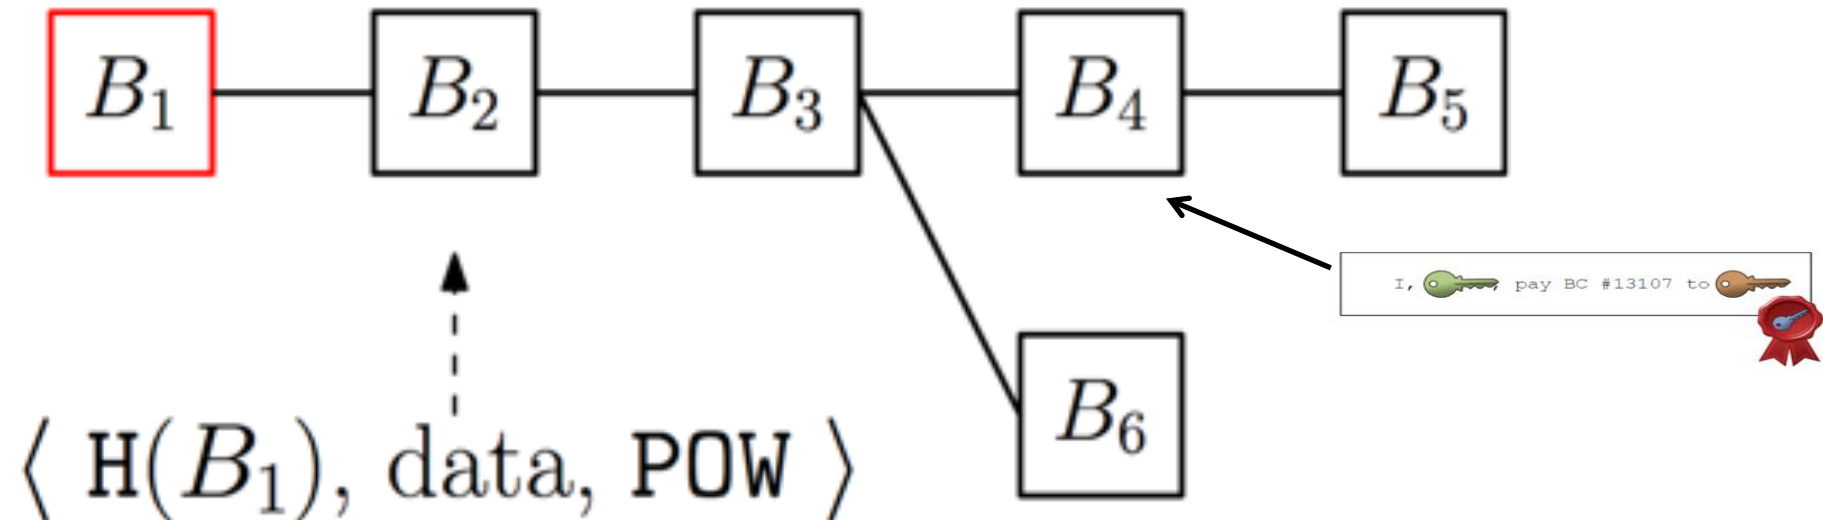 B₁ B₂ B₃ B₄ B₅
I, , pay BC #13107 to
B₆
⟨ H(B₁), data, POW ⟩